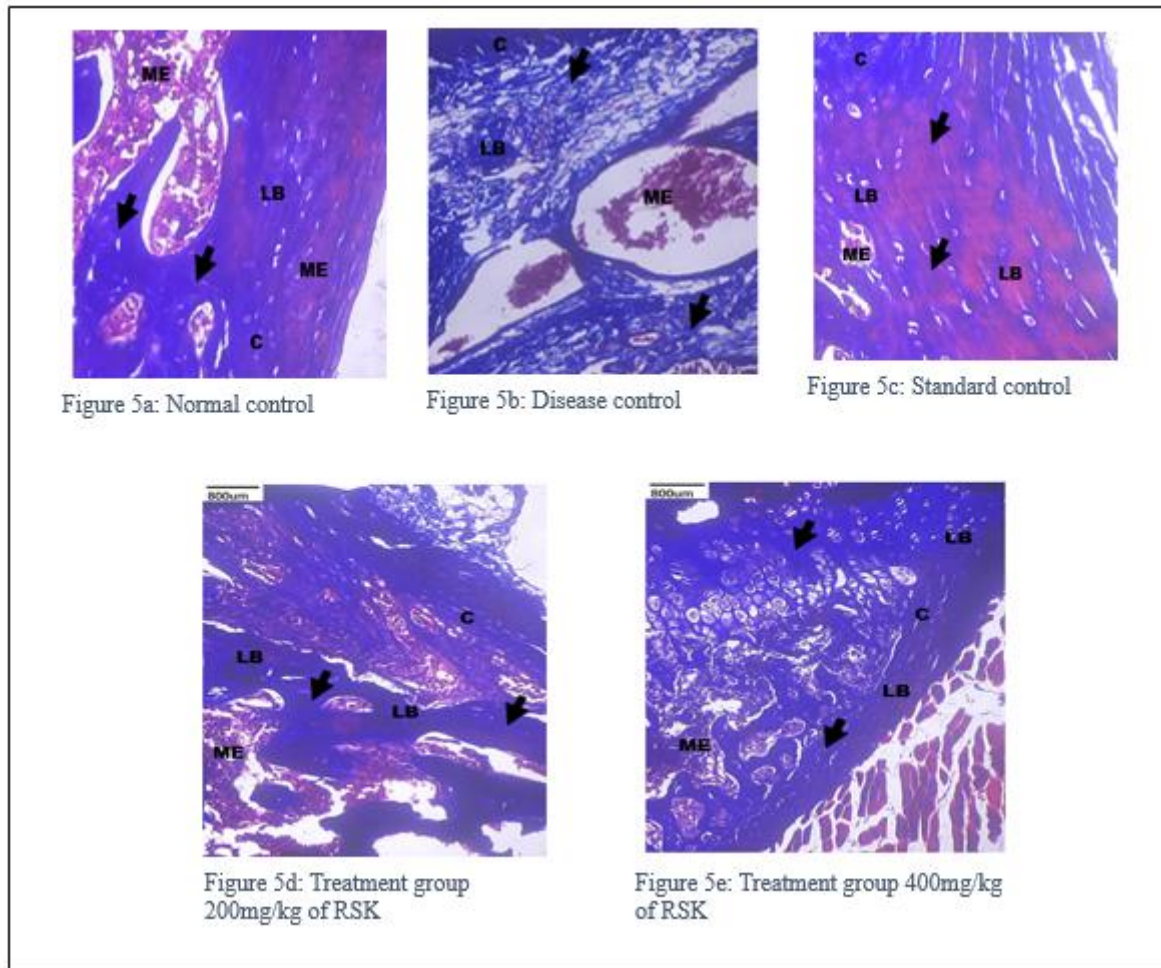 ME
LB
ME
C
Figure 5a: Normal control
C
LB
ME
Figure 5b: Disease control
C
LB
ME
LB
Figure 5c: Standard control
800um
C
LB
LB
ME
Figure 5d: Treatment group
200mg/kg of RSK
800um
LB
C
LB
ME
Figure 5e: Treatment group 400mg/kg
of RSK